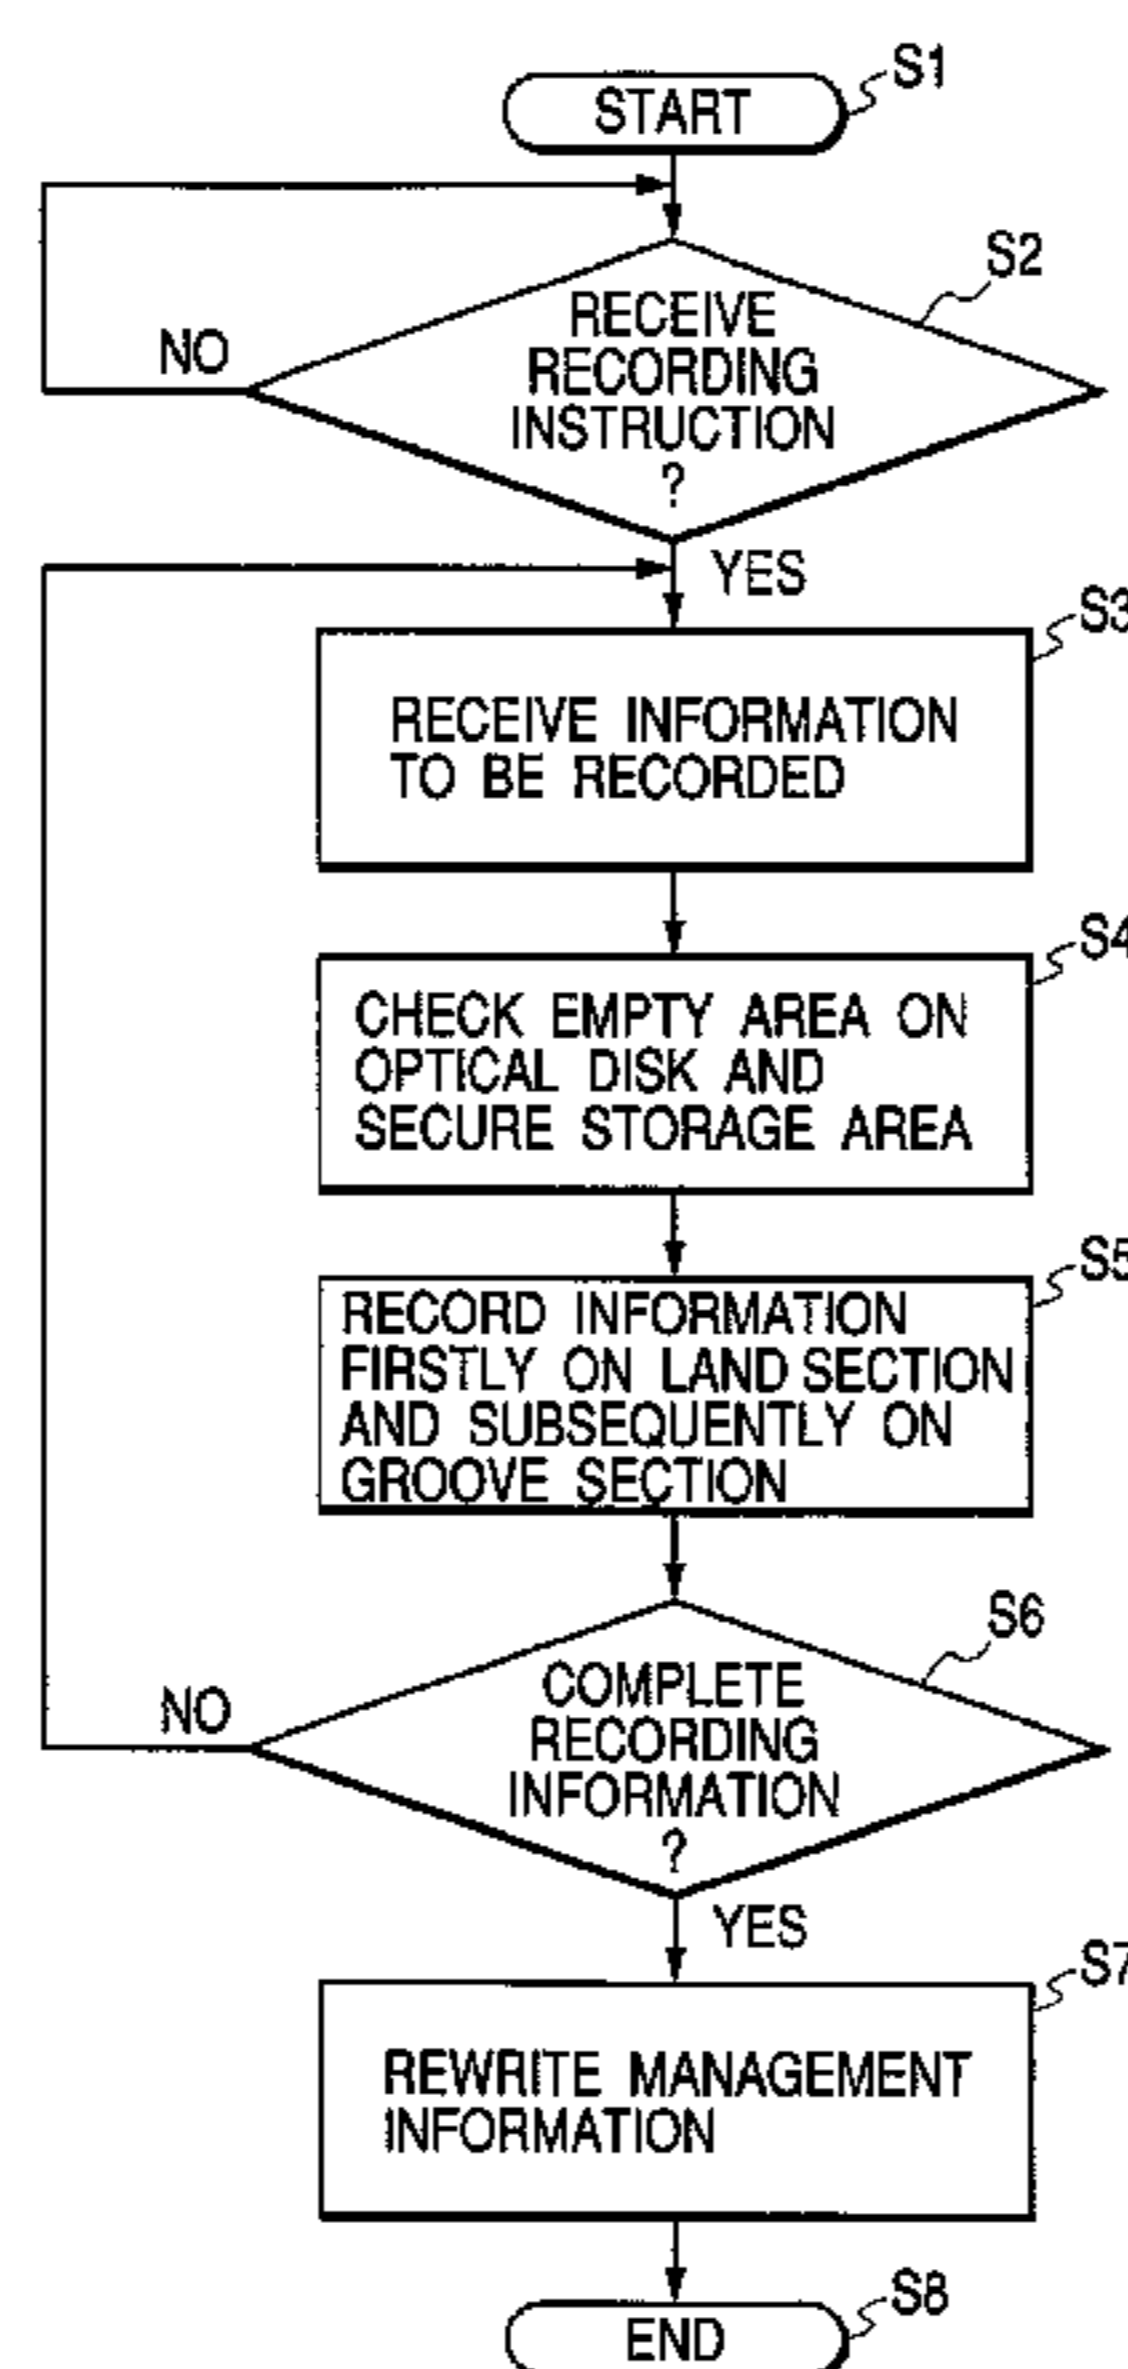 START
S1
S2
RECEIVE
RECORDING
INSTRUCTION
?
NO
YES
S3
RECEIVE INFORMATION
TO BE RECORDED
S4
CHECK EMPTY AREA ON
OPTICAL DISK AND
SECURE STORAGE AREA
S5
RECORD INFORMATION
FIRSTLY ON LAND SECTION
AND SUBSEQUENTLY ON
GROOVE SECTION
S6
COMPLETE
RECORDING
INFORMATION
?
NO
YES
S7
REWRITE MANAGEMENT
INFORMATION
S8
END